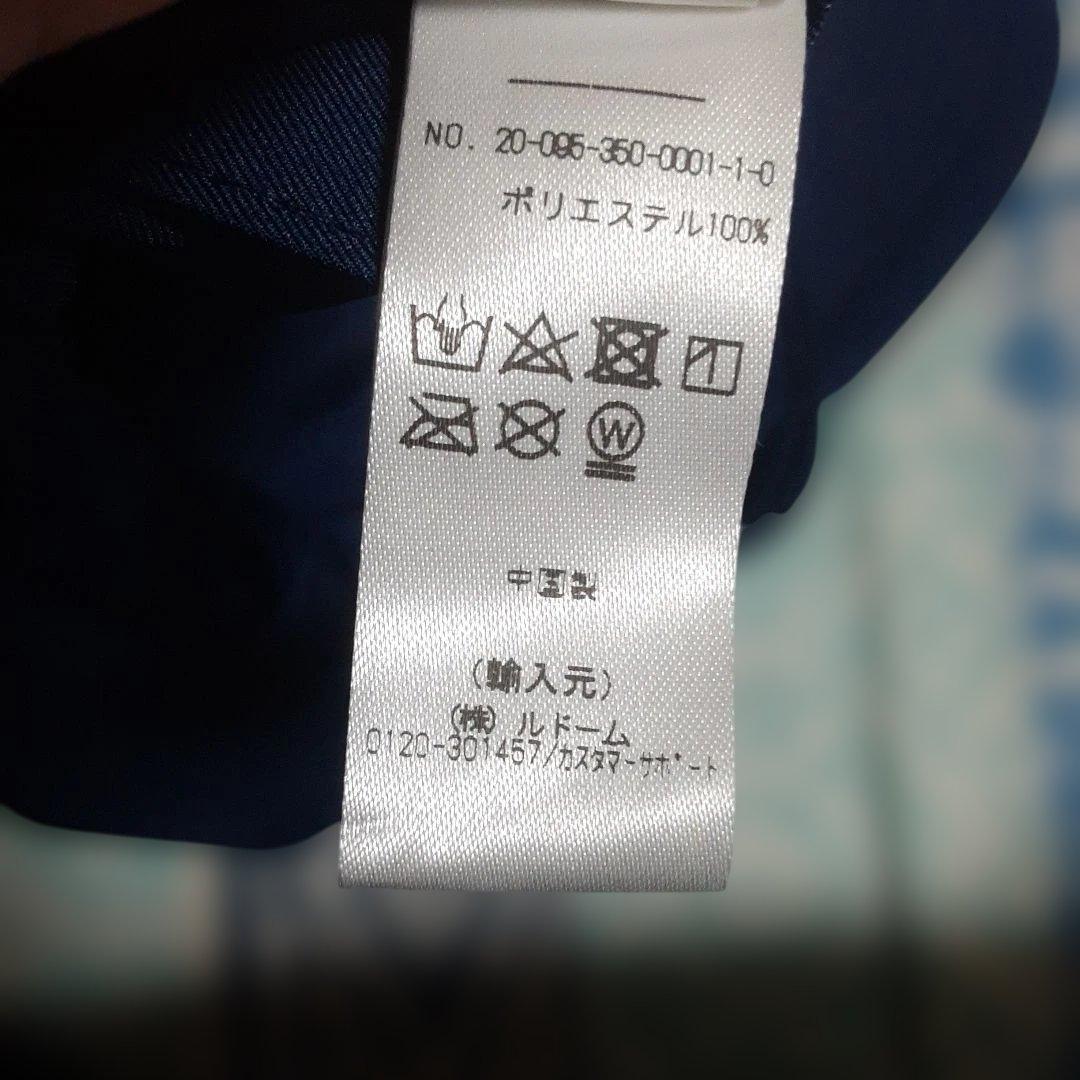 NO. 20-095-350-0001-1-0
ポリエステル100%
W
中国製
(輸入元)
(株) ルドーム
0120-301457/カスタマーサポート